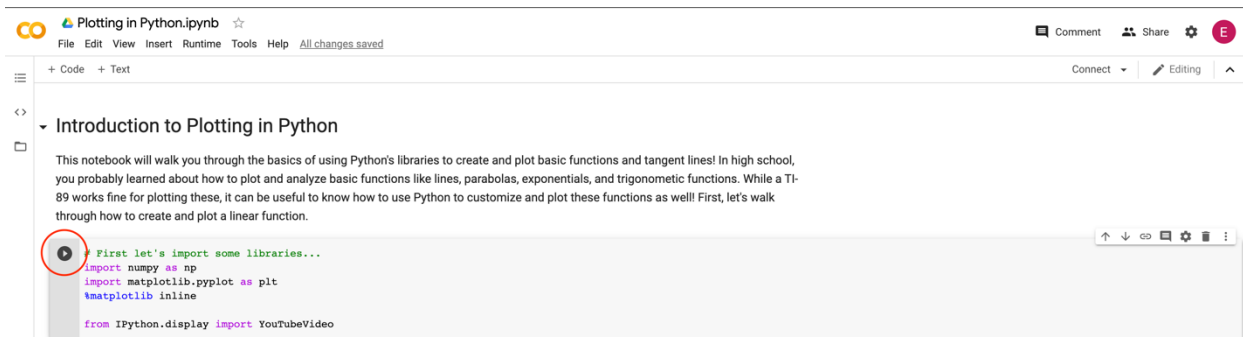 Plotting in Python.ipynb
Comment Share E
File Edit View Insert Runtime Tools Help All changes saved
+ Code + Text Connect Editing
Introduction to Plotting in Python
This notebook will walk you through the basics of using Python's libraries to create and plot basic functions and tangent lines! In high school,
you probably learned about how to plot and analyze basic functions like lines, parabolas, exponentials, and trigonometic functions. While a TI-
89 works fine for plotting these, it can be useful to know how to use Python to customize and plot these functions as well! First, let's walk
through how to create and plot a linear function.
# First let's import some libraries...
import numpy as np
import matplotlib.pyplot as plt
%matplotlib inline
from IPython.display import YouTubeVideo